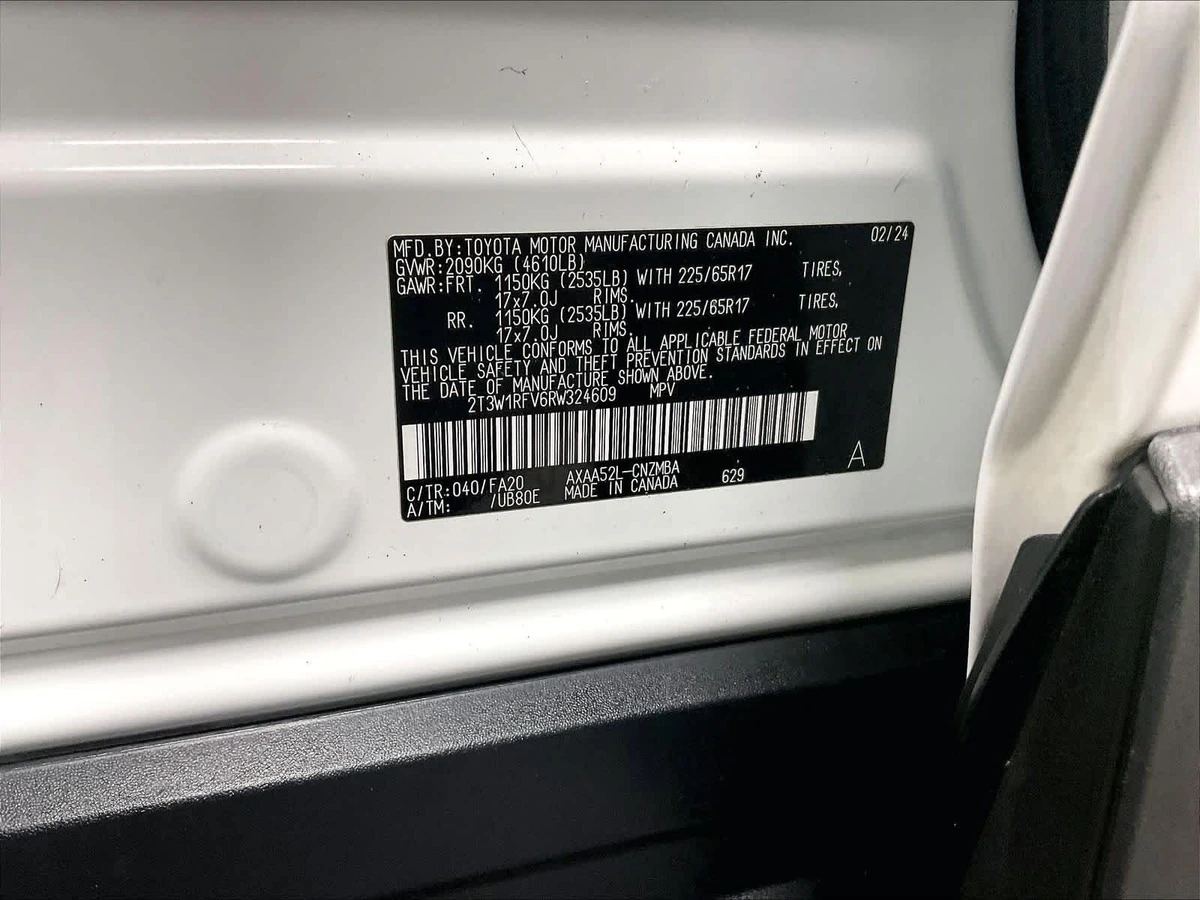 MFD.BY:TOYOTA MOTOR MANUFACTURING CANADA INC. 02/24
GVWR:2090KG (4610LB)
GAWR:FRT. 1150KG (2535LB) WITH 225/65R17 TIRES,
17x7.0J RIMS.
RR. 1150KG (2535LB) WITH 225/65R17 TIRES,
17x7.0J RIMS.
THIS VEHICLE CONFORMS TO ALL APPLICABLE FEDERAL MOTOR
VEHICLE SAFETY AND THEFT PREVENTION STANDARDS IN EFFECT ON
THE DATE OF MANUFACTURE SHOWN ABOVE.
2T3W1RFV6RW324609 MPV
C/TR:040/FA20 AXAA52L-CNZMBA 629 A
A/TM: /UB80E MADE IN CANADA